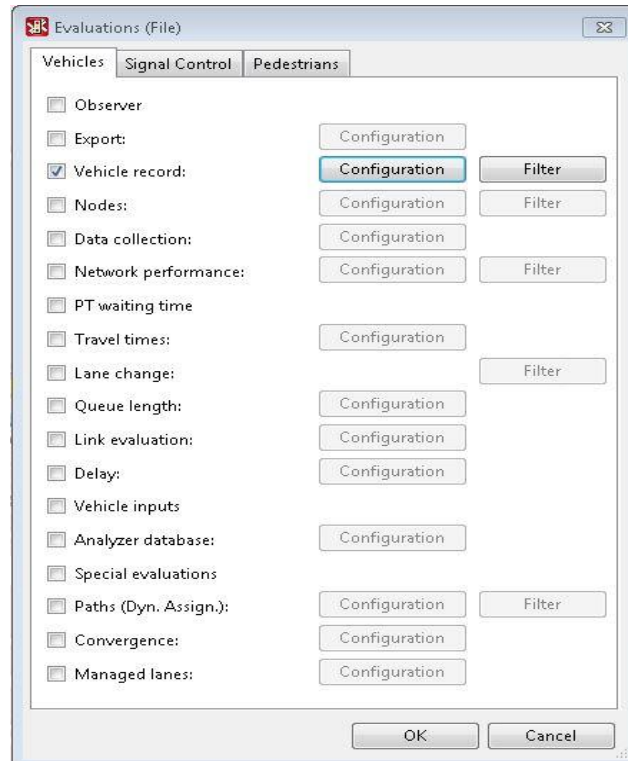 Evaluations (File)
Vehicles Signal Control Pedestrians
Observer
Export: Configuration
Vehicle record: Configuration Filter
Nodes: Configuration Filter
Data collection: Configuration
Network performance: Configuration Filter
PT waiting time
Travel times: Configuration
Lane change: Filter
Queue length: Configuration
Link evaluation: Configuration
Delay: Configuration
Vehicle inputs
Analyzer database: Configuration
Special evaluations
Paths (Dyn. Assign.): Configuration Filter
Convergence: Configuration
Managed lanes: Configuration
OK Cancel